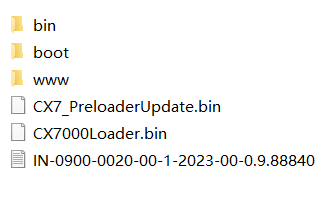 bin
boot
www
CX7_PreloaderUpdate.bin
CX7000Loader.bin
IN-0900-0020-00-1-2023-00-0.9.88840